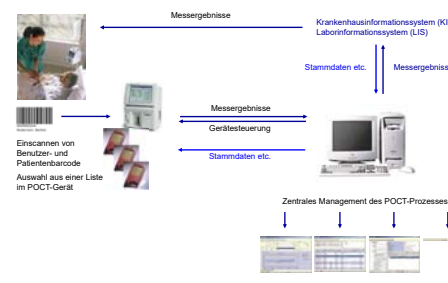 Messergebnisse
Krankenhausinformationssystem (KI
Laborinformationssystem (LIS)
Stammdaten etc.
Messergebniss
Messergebnisse
Gerätesteuerung
Stammdaten etc.
Einscannen von
Benutzer- und
Patientenbarcode
Auswahl aus einer Liste
im POCT-Gerät
Zentrales Management des POCT-Prozesses